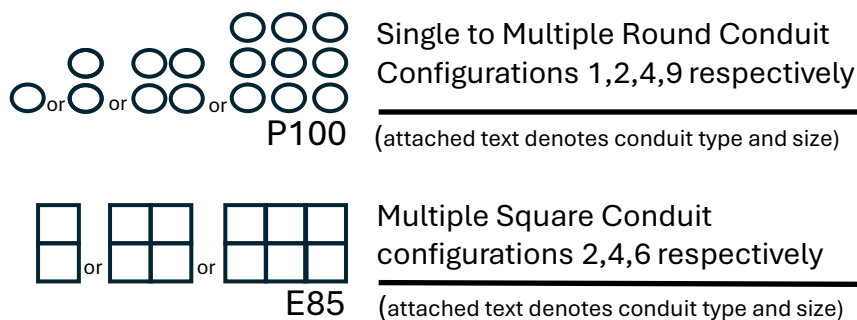 Single to Multiple Round Conduit
Configurations 1,2,4,9 respectively
or or or
P100
(attached text denotes conduit type and size)
Multiple Square Conduit
configurations 2,4,6 respectively
or or
E85
(attached text denotes conduit type and size)